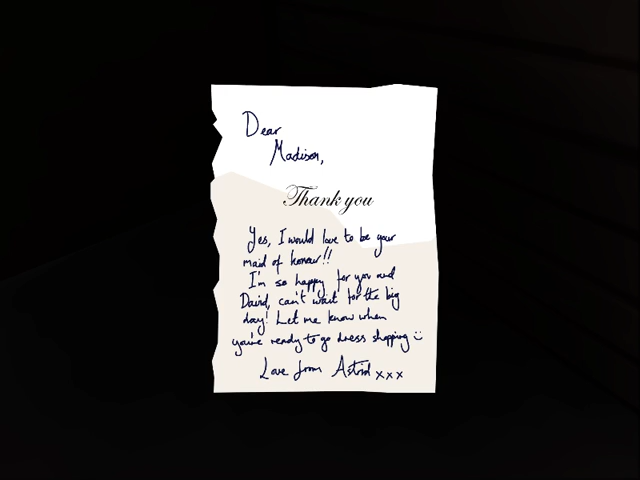 Dear
Madison,
Thank you
Yes, I would love to be your
maid of honour!!
I'm so happy for you and
David, can't wait for the big
day! Let me know when
you're ready to go dress shopping :)
Love from Astrid xxx